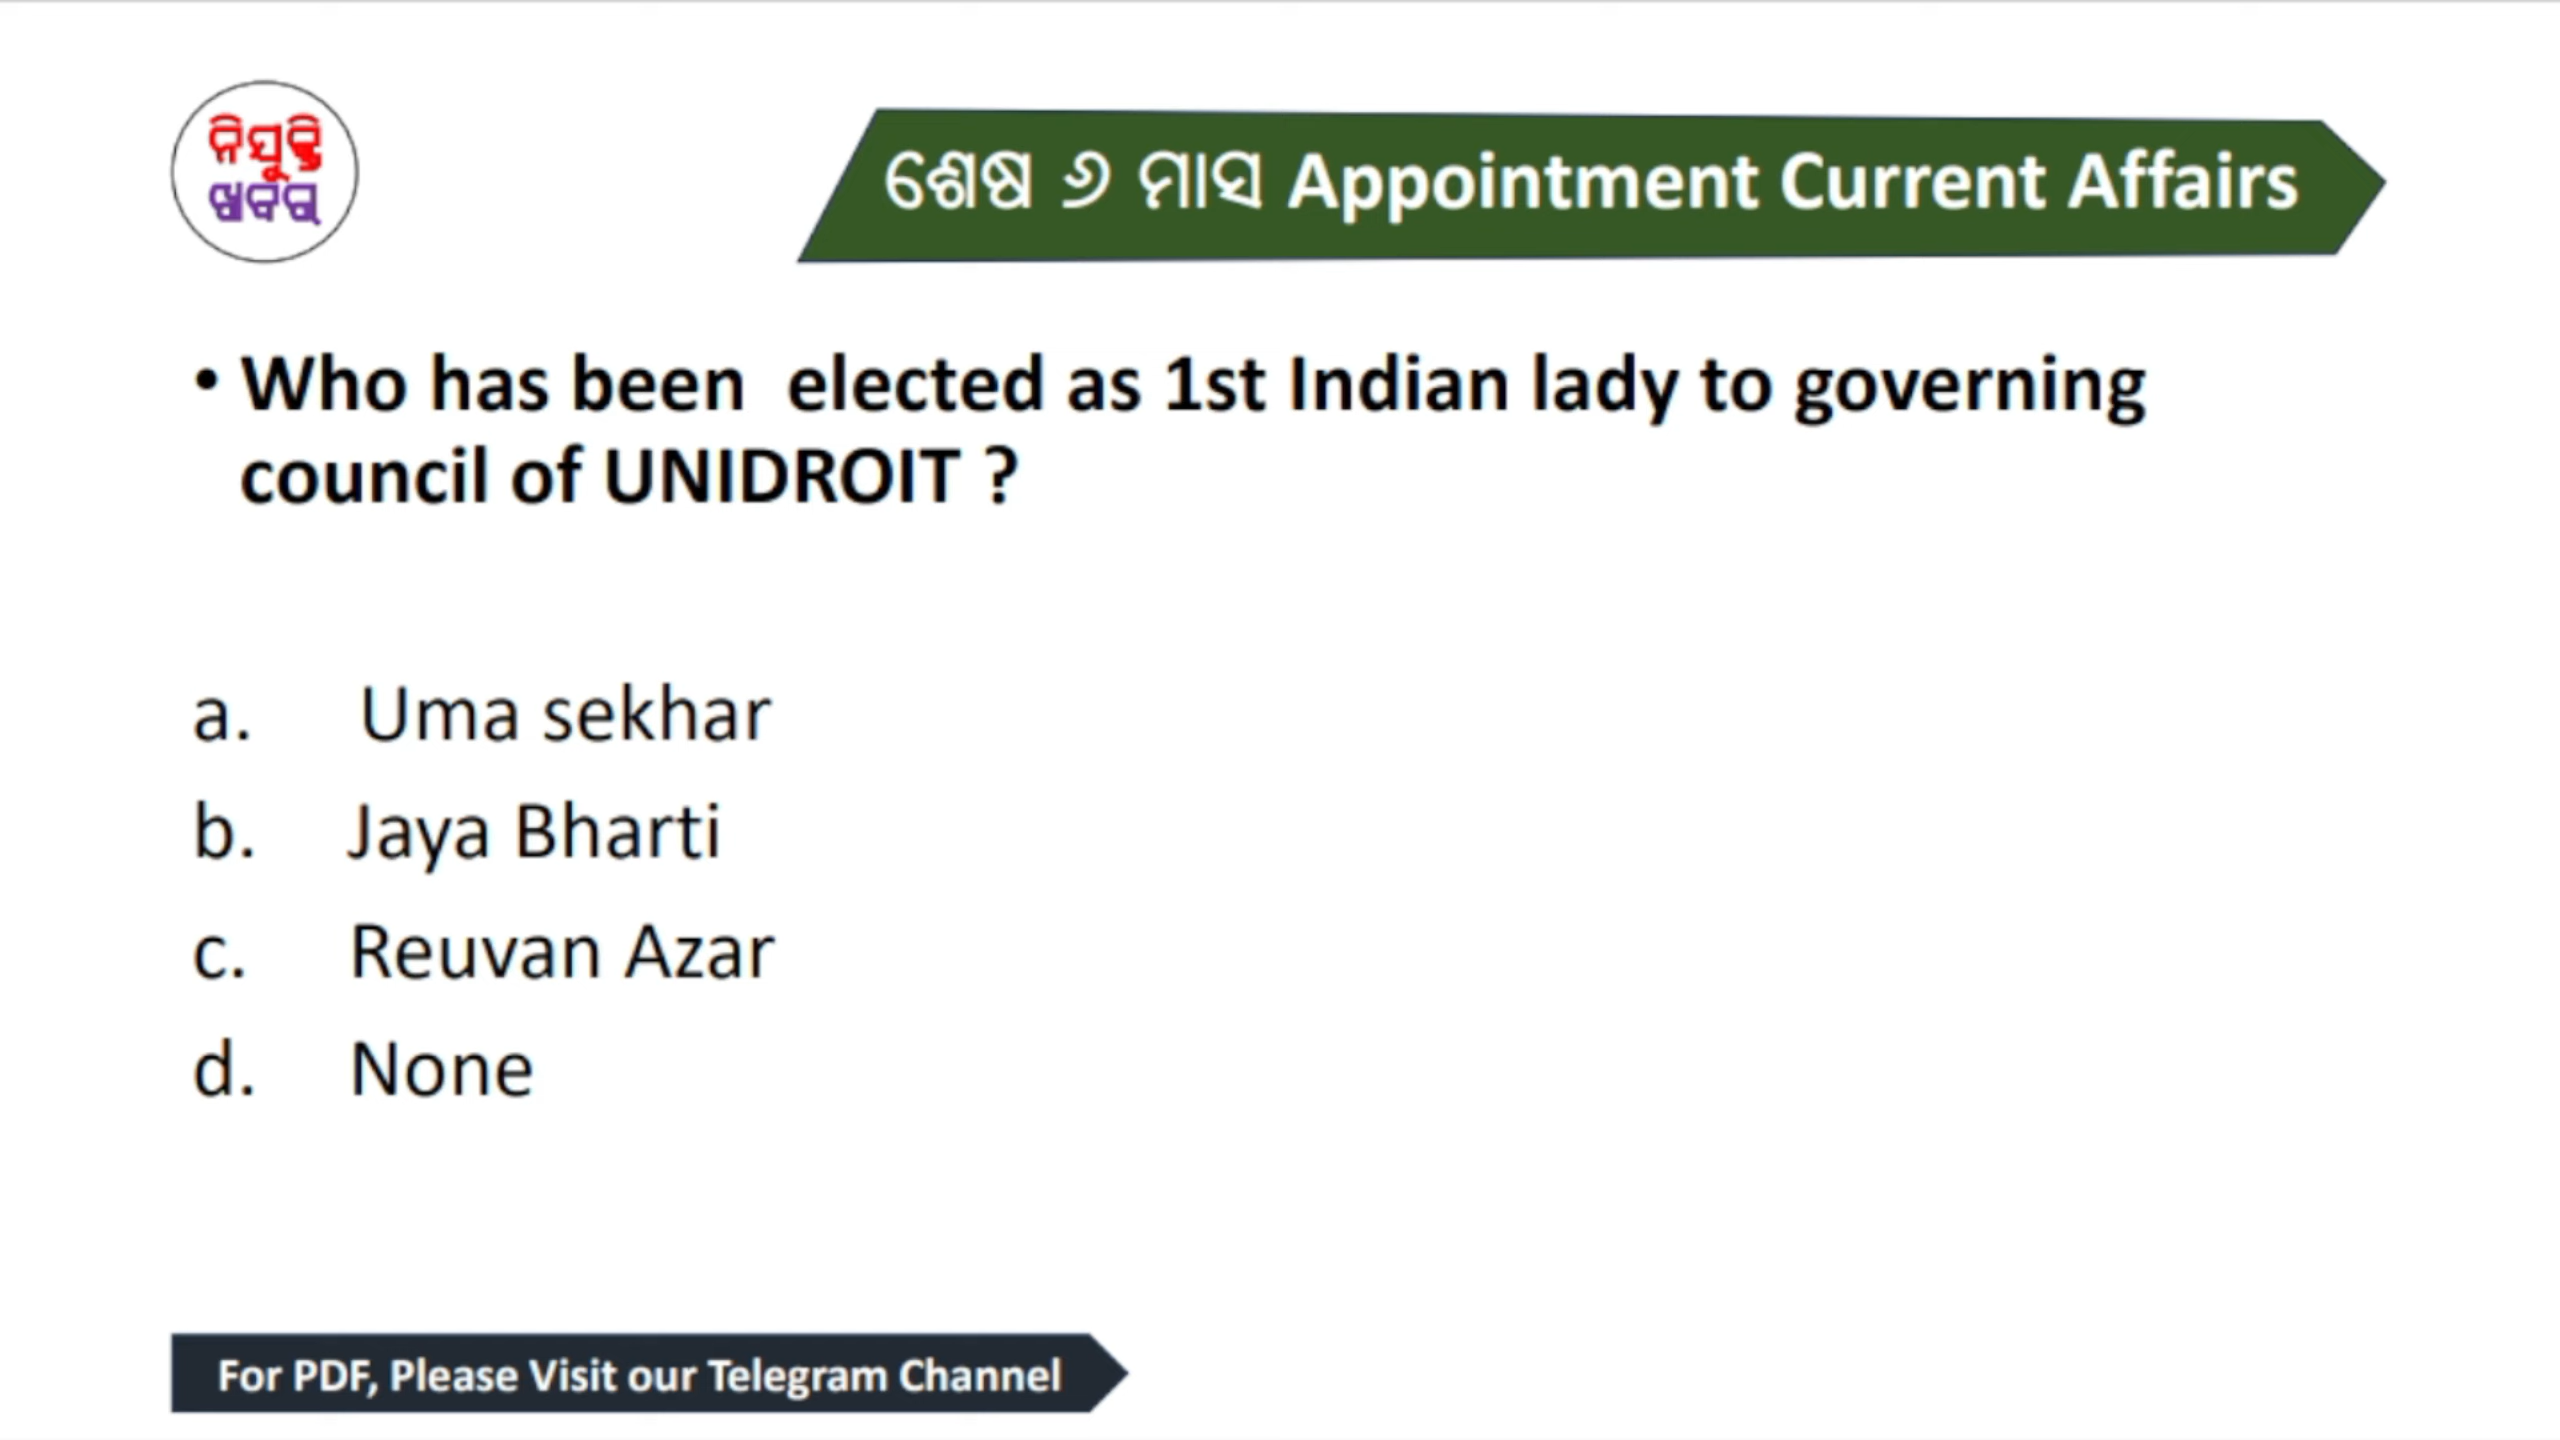 ନିଯୁକ୍ତି
ଖବର
ଶେଷ ୬ ମାସ Appointment Current Affairs
• Who has been  elected as 1st Indian lady to governing
council of UNIDROIT ?
a. Uma sekhar
b. Jaya Bharti
c. Reuvan Azar
d. None
For PDF, Please Visit our Telegram Channel